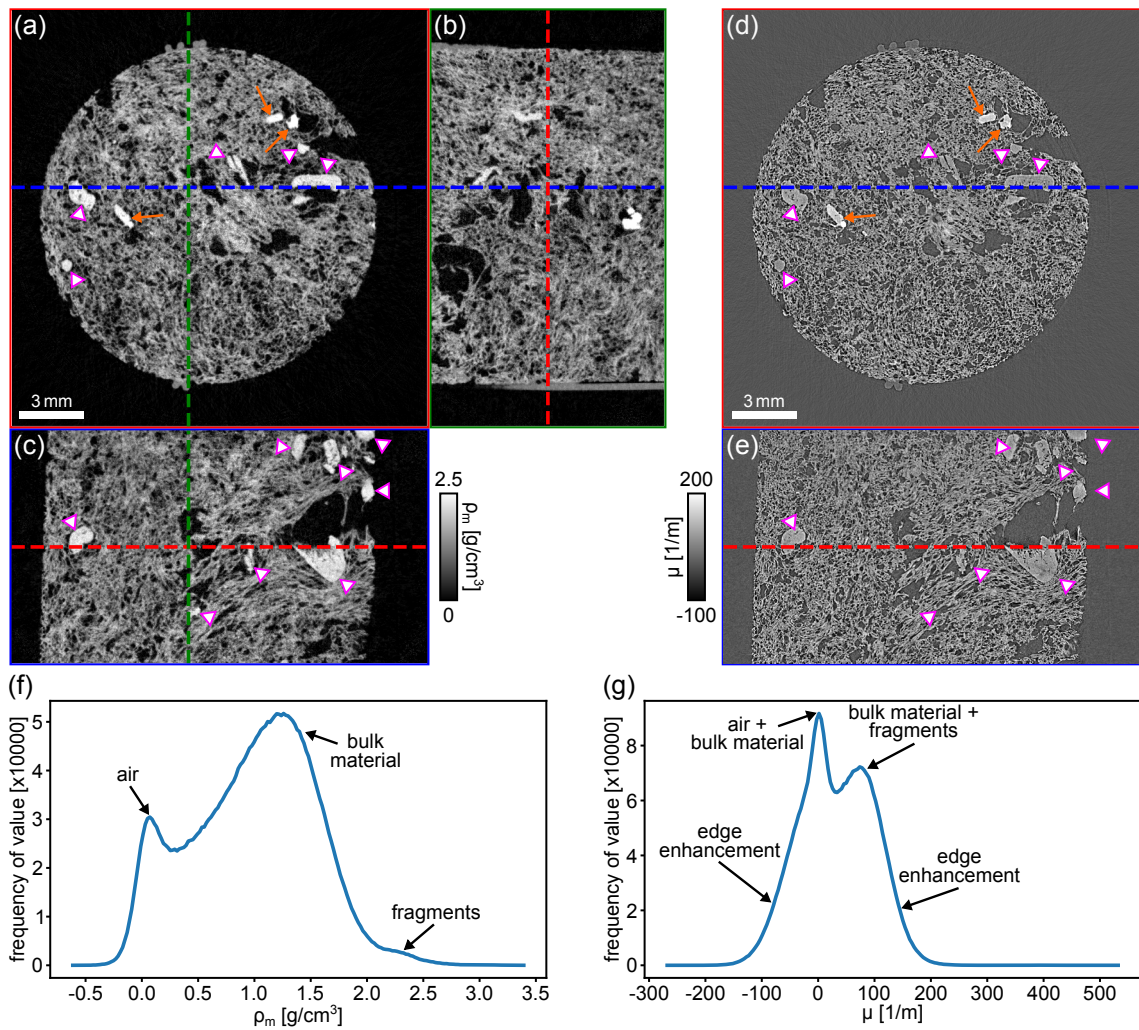 (a)
(b)
(d)
3 mm
3 mm
(c)
2.5
ρm [g/cm³]
0
200
μ [1/m]
-100
(e)
(f)
frequency of value [x10000]
5
4
3
2
1
0
air
bulk
material
fragments
-0.5
0.0
0.5
1.0
1.5
2.0
2.5
3.0
3.5
ρm [g/cm³]
(g)
frequency of value [x10000]
8
6
4
2
0
air +
bulk material
bulk material +
fragments
edge
enhancement
edge
enhancement
-300
-200
-100
0
100
200
300
400
500
μ [1/m]